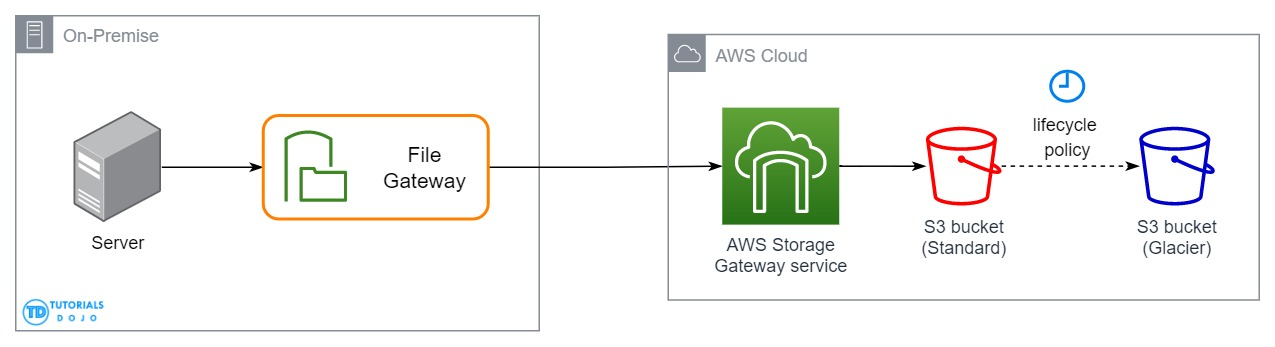 On-Premise
Server
File
Gateway
TD TUTORIALS
DOJO
AWS Cloud
AWS Storage
Gateway service
S3 bucket
(Standard)
lifecycle
policy
S3 bucket
(Glacier)